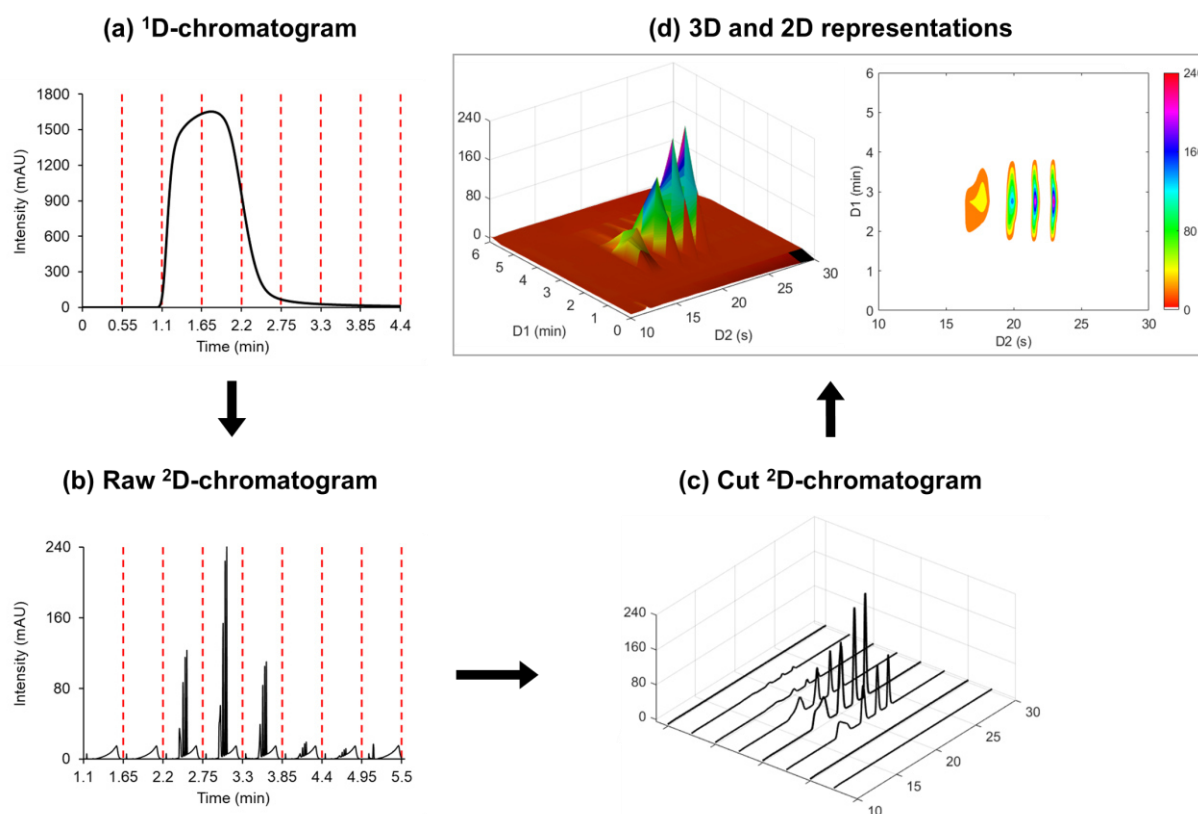 (a) ¹D-chromatogram
1800
1500
1200
900
600
300
0
Intensity (mAU)
0 0.55 1.1 1.65 2.2 2.75 3.3 3.85 4.4
Time (min)
(d) 3D and 2D representations
240
160
80
0
6 5 4 3 2 1 0
D1 (min)
10 15 20 25 30
D2 (s)
6
5
4
3
2
1
0
D1 (min)
10 20 30
D2 (s)
240
160
80
0
(b) Raw ²D-chromatogram
240
160
80
0
Intensity (mAU)
1.1 1.65 2.2 2.75 3.3 3.85 4.4 4.95 5.5
Time (min)
(c) Cut ²D-chromatogram
240
160
80
0
10 15 20 25 30